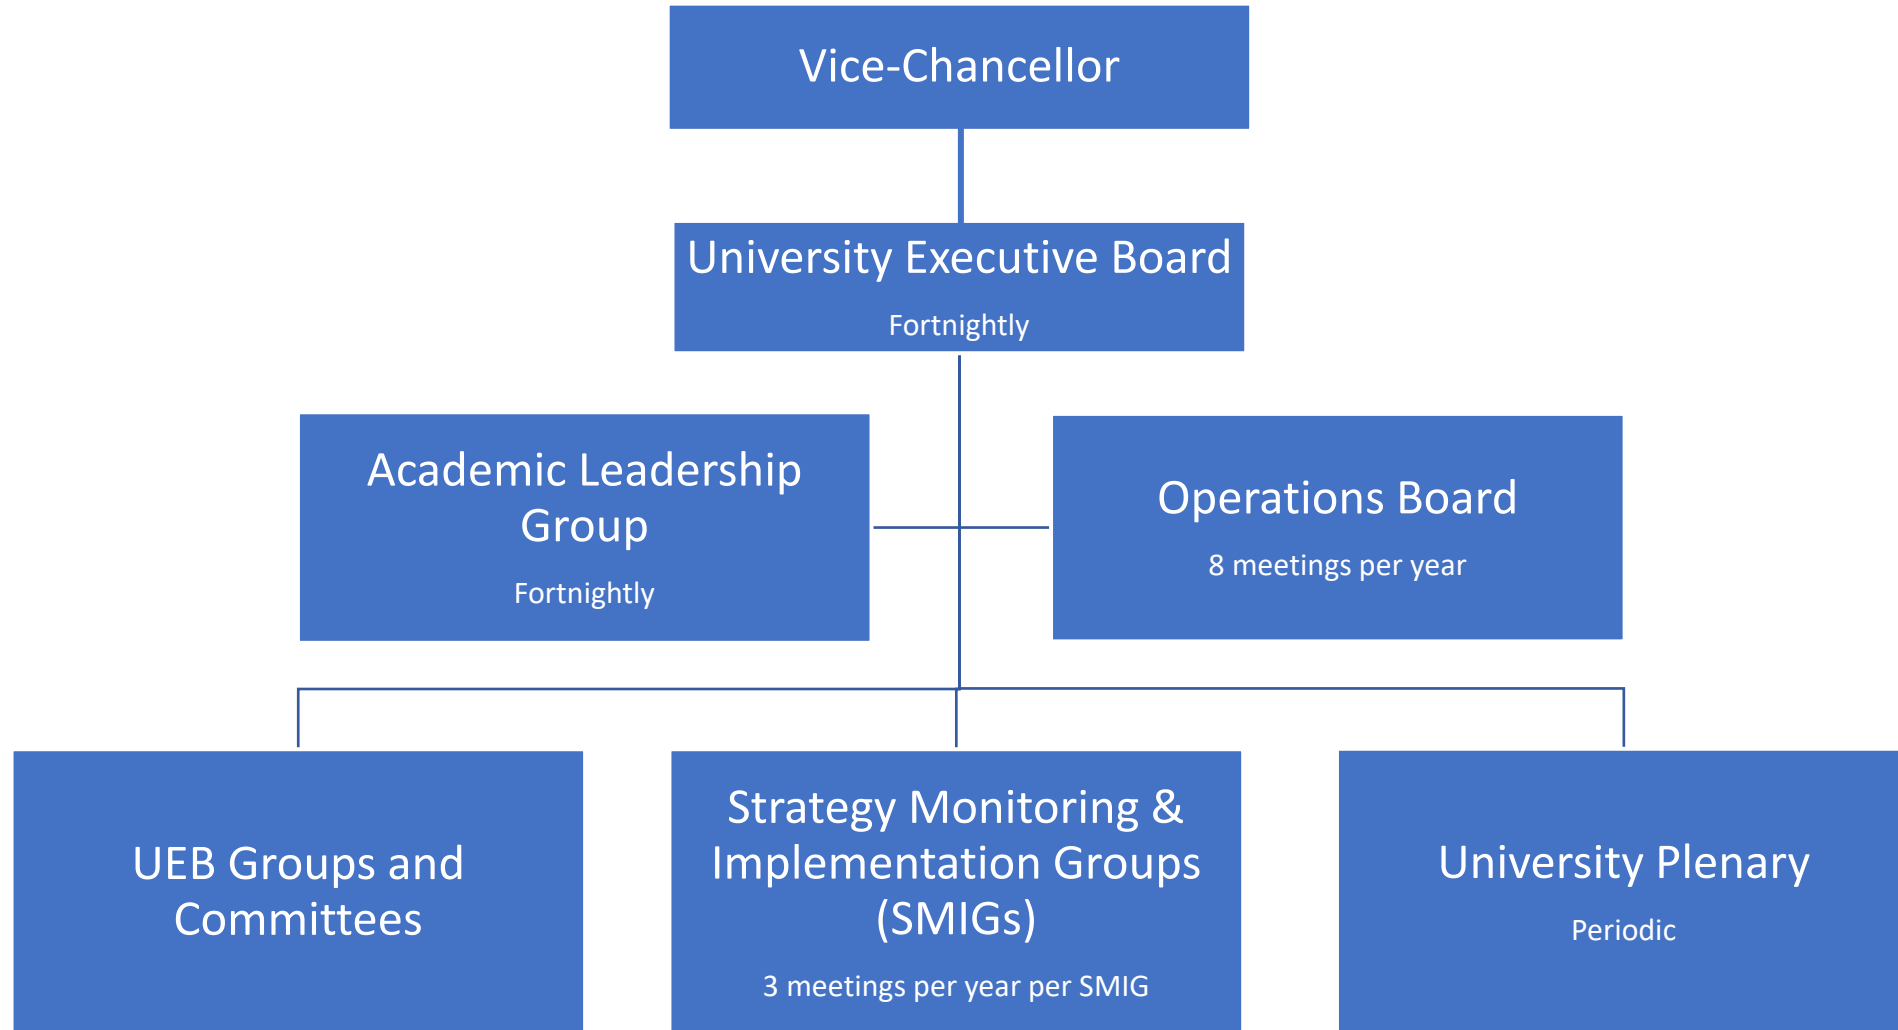 Vice-Chancellor
University Executive Board
Fortnightly
Academic Leadership
Group
Fortnightly
Operations Board
8 meetings per year
UEB Groups and
Committees
Strategy Monitoring &
Implementation Groups
(SMIGs)
3 meetings per year per SMIG
University Plenary
Periodic